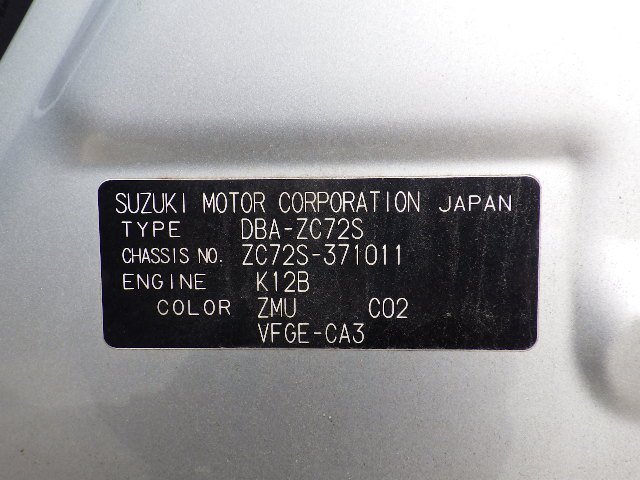 SUZUKI MOTOR CORPORATION JAPAN
TYPE DBA-ZC72S
CHASSIS NO. ZC72S-371011
ENGINE K12B
COLOR ZMU C02
VFGE-CA3